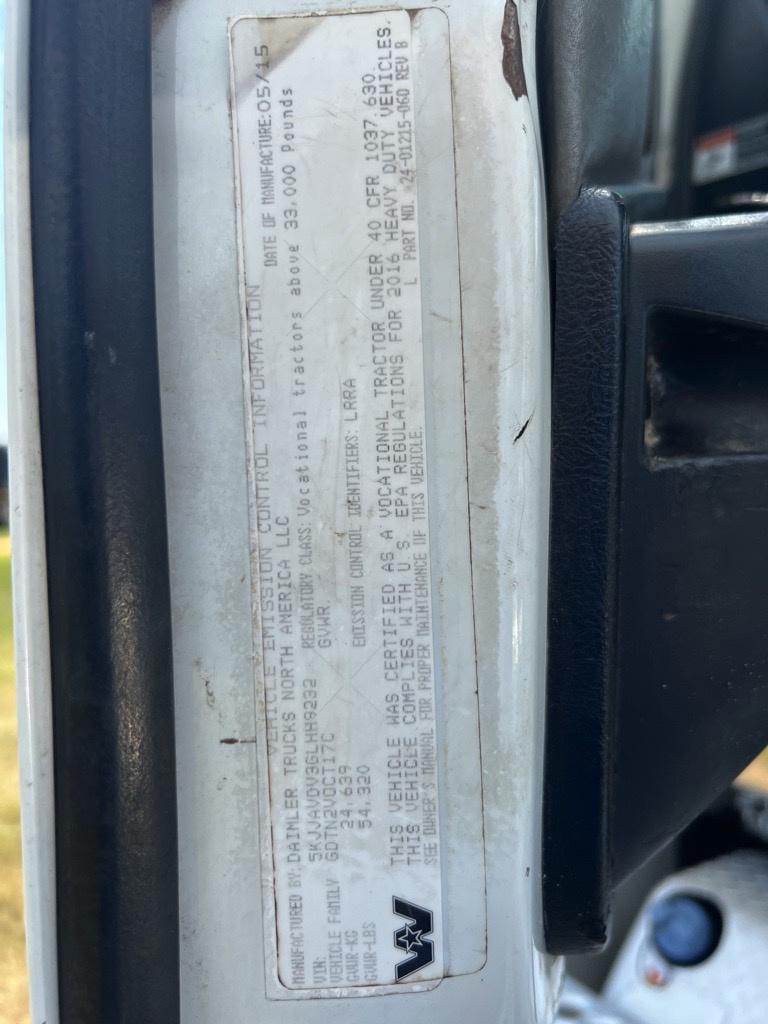 VEHICLE EMISSION CONTROL INFORMATION
DATE OF MANUFACTURE: 05/15
MANUFACTURED BY: DAIMLER TRUCKS NORTH AMERICA LLC
VIN: 5KJJAVDV3GLHH9232 REGULATORY CLASS: Vocational tractors above 33,000 Pounds
VEHICLE FAMILY GDTN2VOCT17C GVWR.
GVWR-KG 24,639
GVWR-LBS 54,320 EMISSION CONTROL IDENTIFIERS: LRRA
THIS VEHICLE WAS CERTIFIED AS A VOCATIONAL TRACTOR UNDER 40 CFR 1037.630.
THIS VEHICLE COMPLIES WITH U.S. EPA REGULATIONS FOR 2016 HEAVY DUTY VEHICLES.
SEE OWNER'S MANUAL FOR PROPER MAINTENANCE OF THIS VEHICLE.
L PART NO. 24-01215-060 REV B
W